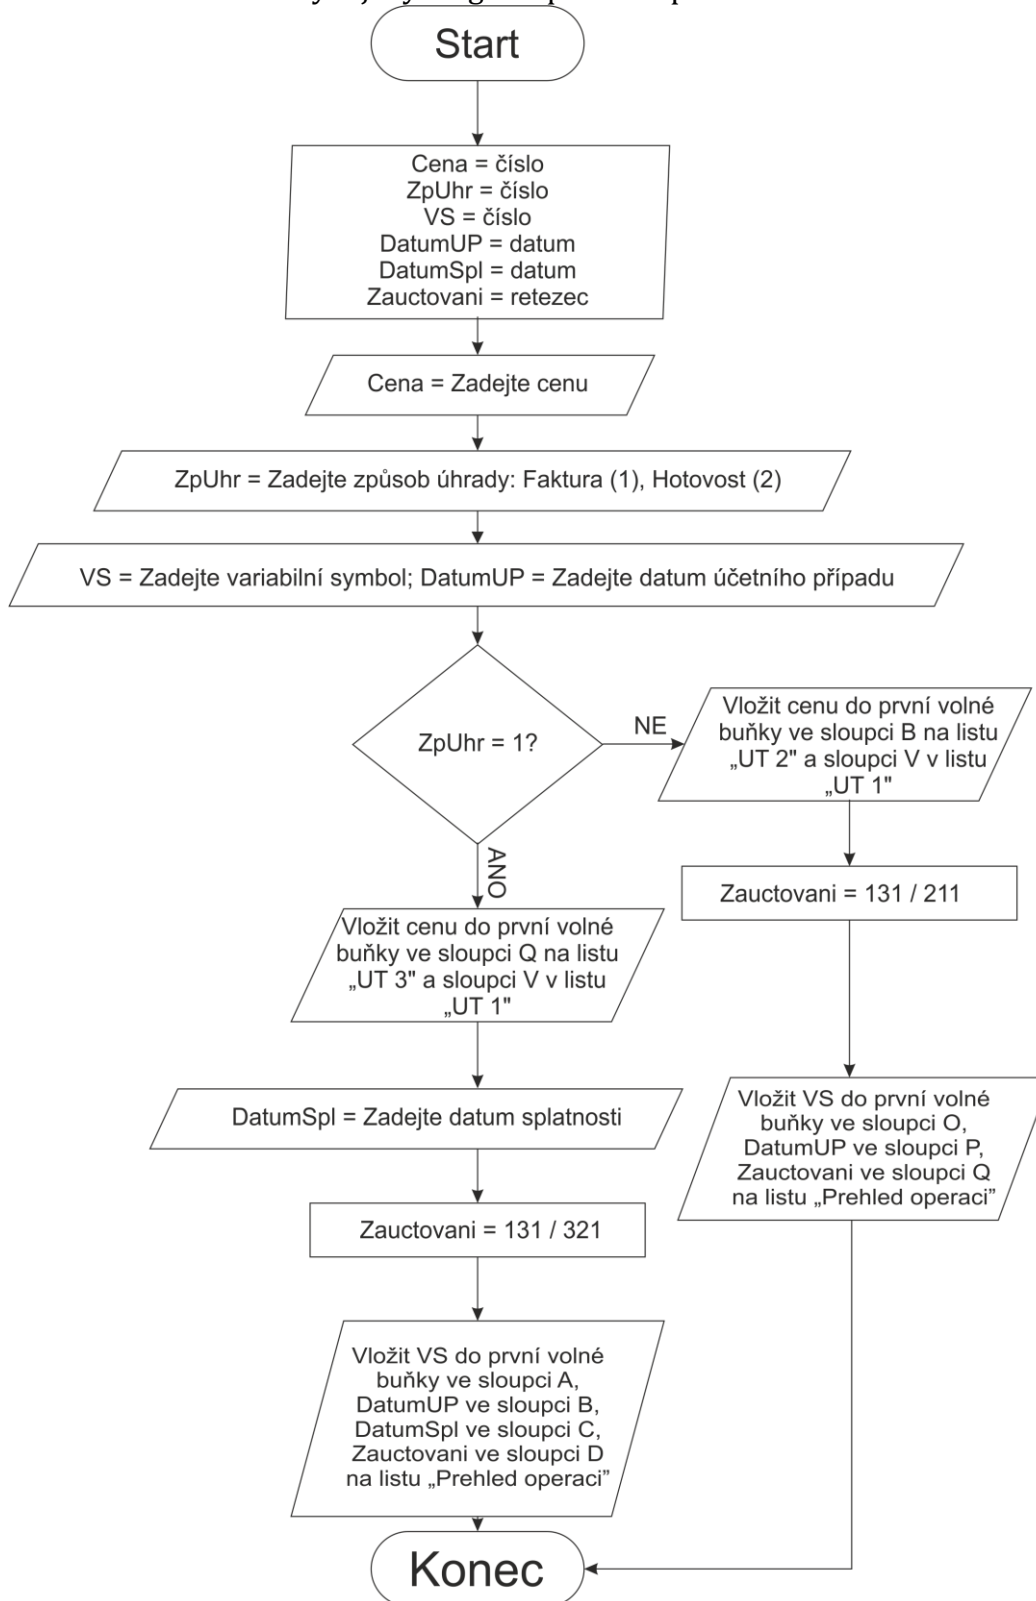 Start
Cena = číslo
ZpUhr = číslo
VS = číslo
DatumUP = datum
DatumSpl = datum
Zauctovani = retezec
Cena = Zadejte cenu
ZpUhr = Zadejte způsob úhrady: Faktura (1), Hotovost (2)
VS = Zadejte variabilní symbol; DatumUP = Zadejte datum účetního případu
ZpUhr = 1?
NE
Vložit cenu do první volné
buňky ve sloupci B na listu
„UT 2" a sloupci V v listu
„UT 1"
Zauctovani = 131 / 211
Vložit VS do první volné
buňky ve sloupci O,
DatumUP ve sloupci P,
Zauctovani ve sloupci Q
na listu „Prehled operaci”
ANO
Vložit cenu do první volné
buňky ve sloupci Q na listu
„UT 3" a sloupci V v listu
„UT 1"
DatumSpl = Zadejte datum splatnosti
Zauctovani = 131 / 321
Vložit VS do první volné
buňky ve sloupci A,
DatumUP ve sloupci B,
DatumSpl ve sloupci C,
Zauctovani ve sloupci D
na listu „Prehled operaci”
Konec